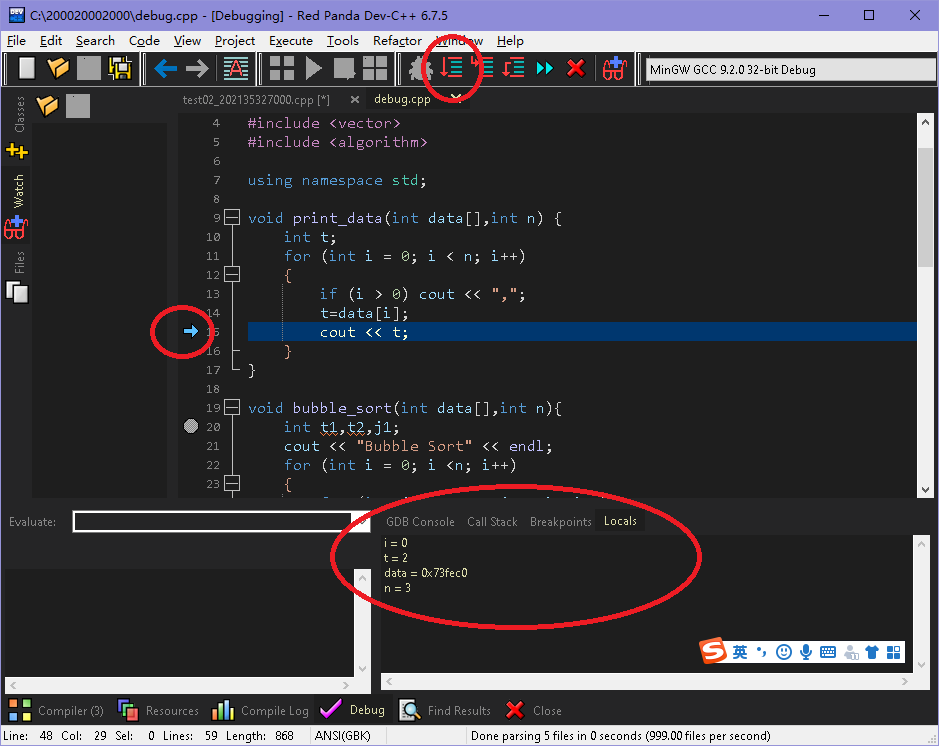 C:\200020002000\debug.cpp - [Debugging] - Red Panda Dev-C++ 6.7.5
File Edit Search Code View Project Execute Tools Refactor Window Help
MinGW GCC 9.2.0 32-bit Debug
Classes
Watch
Files
test02_202135327000.cpp [*] debug.cpp
4 #include <vector>
5 #include <algorithm>
6
7 using namespace std;
8
9 void print_data(int data[],int n) {
10 int t;
11 for (int i = 0; i < n; i++)
12 {
13 if (i > 0) cout << ",";
14 t=data[i];
15 cout << t;
16 }
17 }
18
19 void bubble_sort(int data[],int n){
20 int t1,t2,j1;
21 cout << "Bubble Sort" << endl;
22 for (int i = 0; i <n; i++)
23 {
Evaluate:
GDB Console Call Stack Breakpoints Locals
i = 0
t = 2
data = 0x73fec0
n = 3
S 英
Compiler (3) Resources Compile Log Debug Find Results Close
Line: 48 Col: 29 Sel: 0 Lines: 59 Length: 868 ANSI(GBK) Done parsing 5 files in 0 seconds (999.00 files per second)